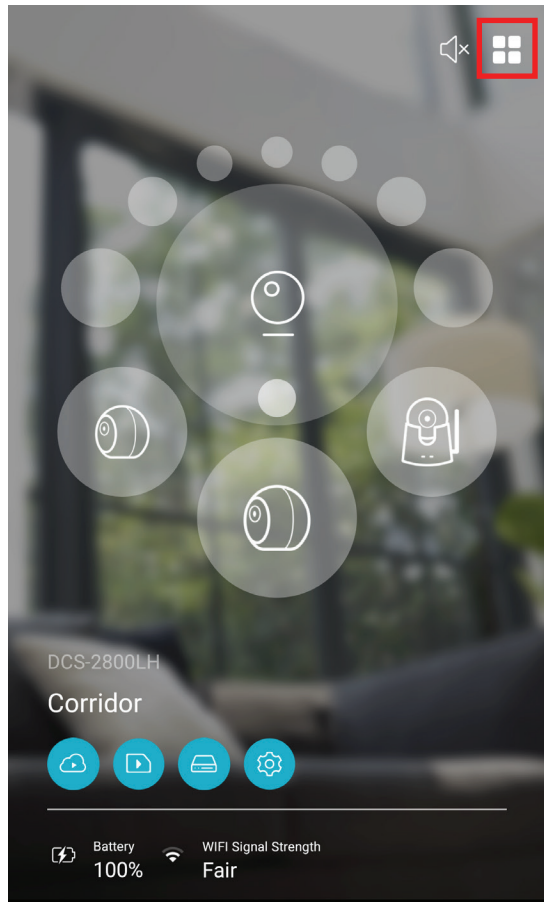 DCS-2800LH
Corridor
Battery
100%
WIFI Signal Strength
Fair